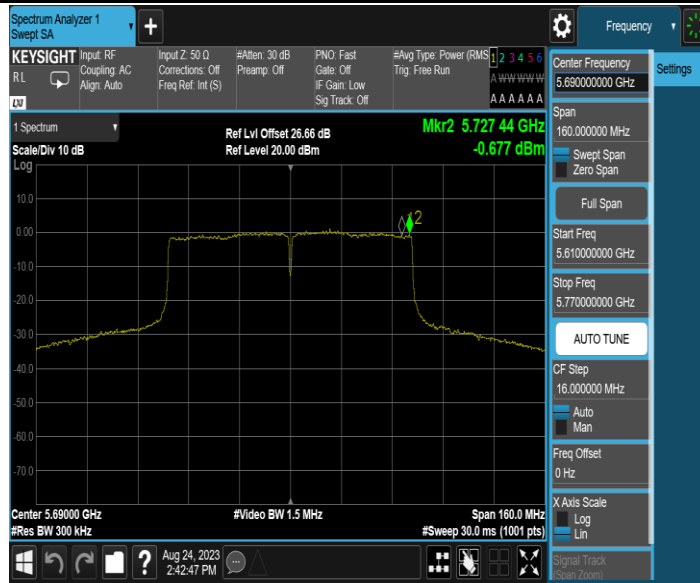 Spectrum Analyzer 1
Swept SA
Frequency
KEYSIGHT
RL
LXI
Input: RF
Coupling: AC
Align: Auto
Input Z: 50 Ω
Corrections: Off
Freq Ref: Int (S)
#Atten: 30 dB
Preamp: Off
PNO: Fast
Gate: Off
IF Gain: Low
Sig Track: Off
#Avg Type: Power (RMS
Trig: Free Run
1 2 3 4 5 6
A W W W W W
A A A A A A
1 Spectrum
Scale/Div 10 dB
Log
Ref Lvl Offset 26.66 dB
Ref Level 20.00 dBm
Mkr2 5.727 44 GHz
-0.677 dBm
10.0
0.00
-10.0
-20.0
-30.0
-40.0
-50.0
-60.0
-70.0
2
Center 5.69000 GHz
#Res BW 300 kHz
#Video BW 1.5 MHz
Span 160.0 MHz
#Sweep 30.0 ms (1001 pts)
Aug 24, 2023
2:42:47 PM
Center Frequency
5.690000000 GHz
Settings
Span
160.000000 MHz
Swept Span
Zero Span
Full Span
Start Freq
5.610000000 GHz
Stop Freq
5.770000000 GHz
AUTO TUNE
CF Step
16.000000 MHz
Auto
Man
Freq Offset
0 Hz
X Axis Scale
Log
Lin
Signal Track
(Span Zoom)